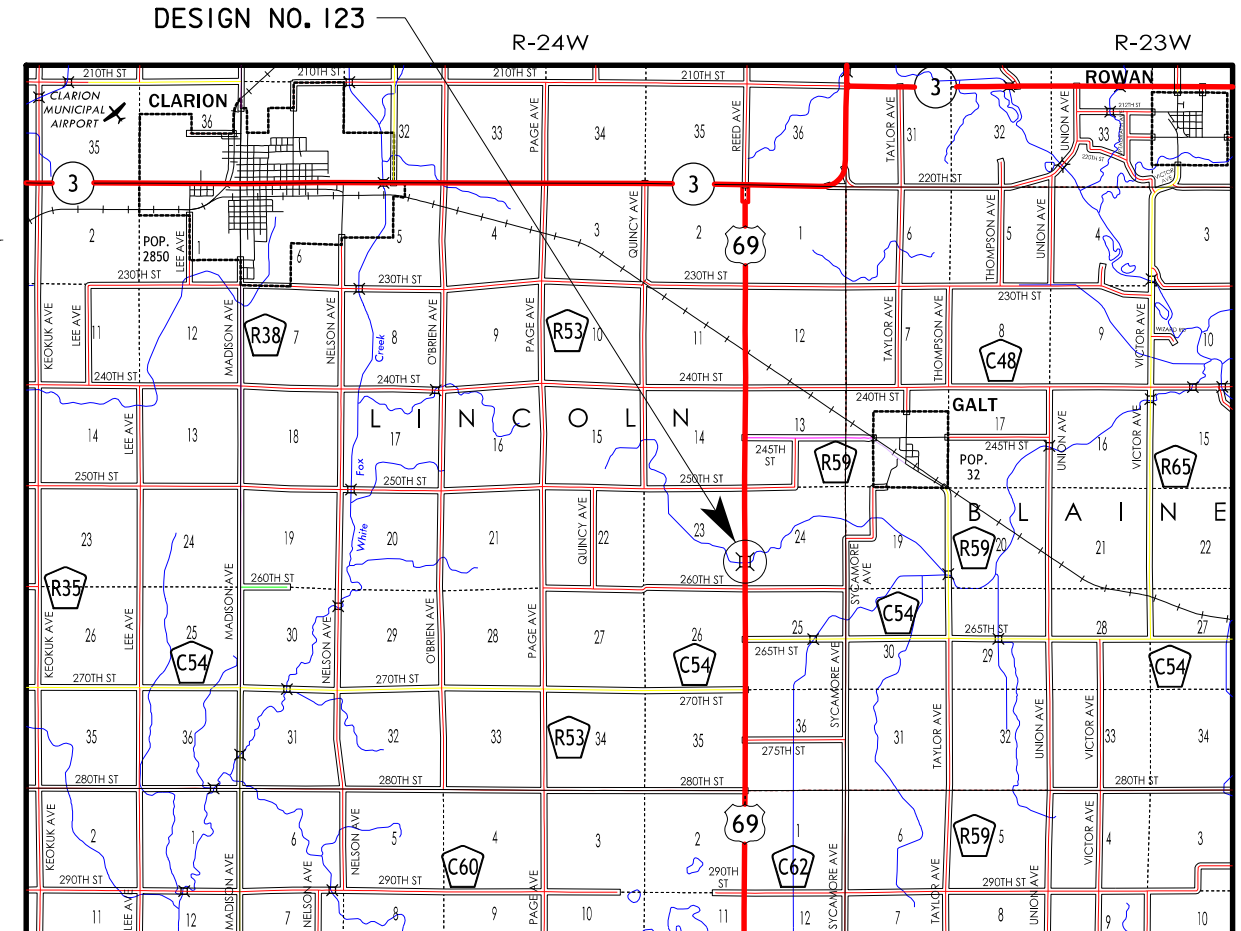 DESIGN NO. 123
R-24W
R-23W
210TH ST
210TH ST
210TH ST
210TH ST
CLARION
MUNICIPAL
AIRPORT
CLARION
ROWAN
36
35
32
33
PAGE AVE
34
35
REED AVE
36
TAYLOR AVE
31
3
32
UNION AVE
33
212TH ST
220TH ST
3
3
220TH ST
VICTOR AVE
2
POP.
2850
LEE AVE
1
6
5
4
3
QUINCY AVE
2
69
1
6
THOMPSON AVE
5
UNION AVE
4
3
230TH ST
230TH ST
230TH ST
230TH ST
KEOKUK AVE
LEE AVE
11
12
MADISON AVE
R38
7
NELSON AVE
8
Creek
O'BRIEN AVE
9
PAGE AVE
R53
10
11
12
TAYLOR AVE
7
THOMPSON AVE
8
C48
9
VICTOR AVE
WIZARD RD
10
240TH ST
240TH ST
240TH ST
240TH ST
GALT
LINCOLN
14
LEE AVE
13
18
17
16
15
14
13
17
245TH
ST
245TH ST
R59
POP.
32
UNION AVE
16
VICTOR AVE
15
R65
Fox
250TH ST
250TH ST
250TH ST
BLAINE
White
23
24
19
20
21
QUINCY AVE
22
23
24
19
R59
20
21
22
260TH ST
260TH ST
SYCAMORE
AVE
R35
MADISON AVE
C54
KEOKUK AVE
26
LEE AVE
25
30
NELSON AVE
29
O'BRIEN AVE
28
PAGE AVE
27
26
25
265TH ST
265TH ST
30
29
28
27
C54
C54
C54
270TH ST
270TH ST
270TH ST
SYCAMORE AVE
35
36
31
32
33
R53
34
35
36
275TH ST
31
TAYLOR AVE
32
UNION AVE
VICTOR AVE
33
34
280TH ST
280TH ST
280TH ST
280TH ST
KEOKUK AVE
2
1
6
NELSON AVE
5
4
3
2
69
1
6
R59
5
VICTOR AVE
4
3
C60
C62
290TH ST
290TH ST
290TH
ST
290TH ST
LEE AVE
MADISON AVE
NELSON AVE
PAGE AVE
SYCAMORE AVE
TAYLOR AVE
UNION AVE
11
12
7
8
9
10
11
12
7
8
9
10